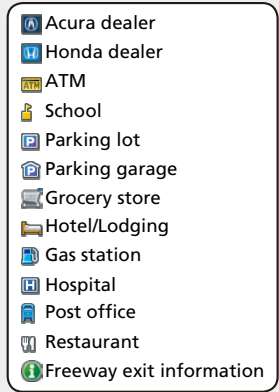 Acura dealer
Honda dealer
ATM ATM
School
P Parking lot
P Parking garage
Grocery store
Hotel/Lodging
Gas station
H Hospital
Post office
Restaurant
i Freeway exit information